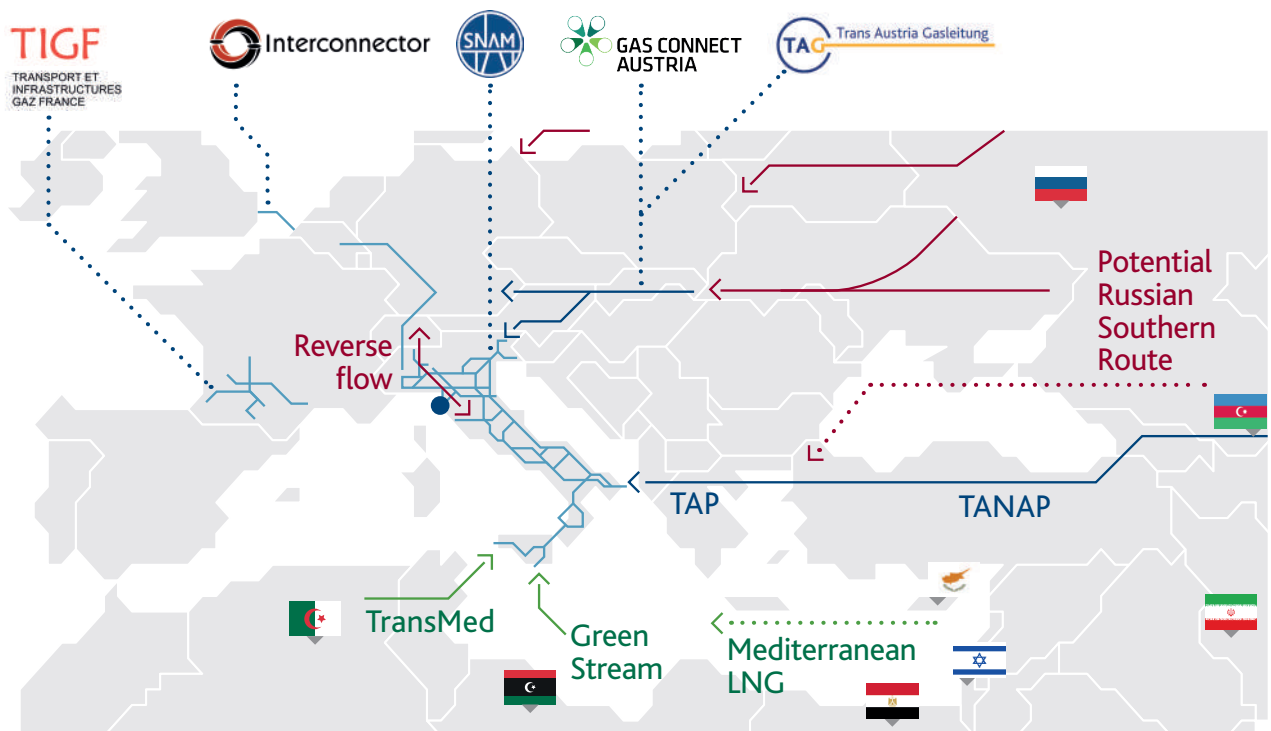 TIGF
TRANSPORT ET
INFRASTRUCTURES
GAZ FRANCE
Interconnector
SNAM
GAS CONNECT
AUSTRIA
TAG
Trans Austria Gasleitung
Potential
Russian
Southern
Route
Reverse
flow
TAP
TANAP
TransMed
Green
Stream
Mediterranean
LNG